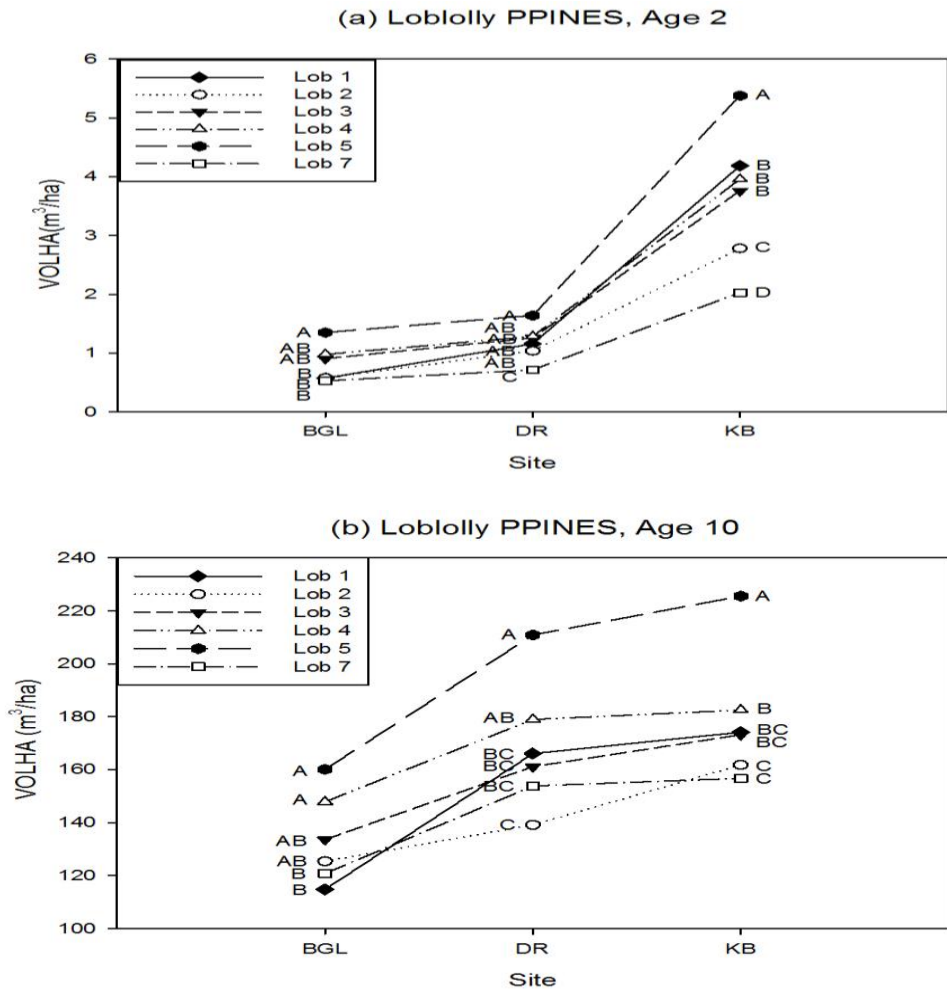 (a) Loblolly PPINES, Age 2
6
5
4
3
2
1
0
VOLHA(m³/ha)
Lob 1
Lob 2
Lob 3
Lob 4
Lob 5
Lob 7
A
AB
AB
B
B
B
A
AB
AB
B
AB
AB
C
A
B
B
B
C
D
BGL
DR
KB
Site
(b) Loblolly PPINES, Age 10
240
220
200
180
160
140
120
100
VOLHA (m³/ha)
Lob 1
Lob 2
Lob 3
Lob 4
Lob 5
Lob 7
A
A
AB
AB
B
B
A
AB
BC
BC
BC
C
A
B
BC
BC
C
C
BGL
DR
KB
Site